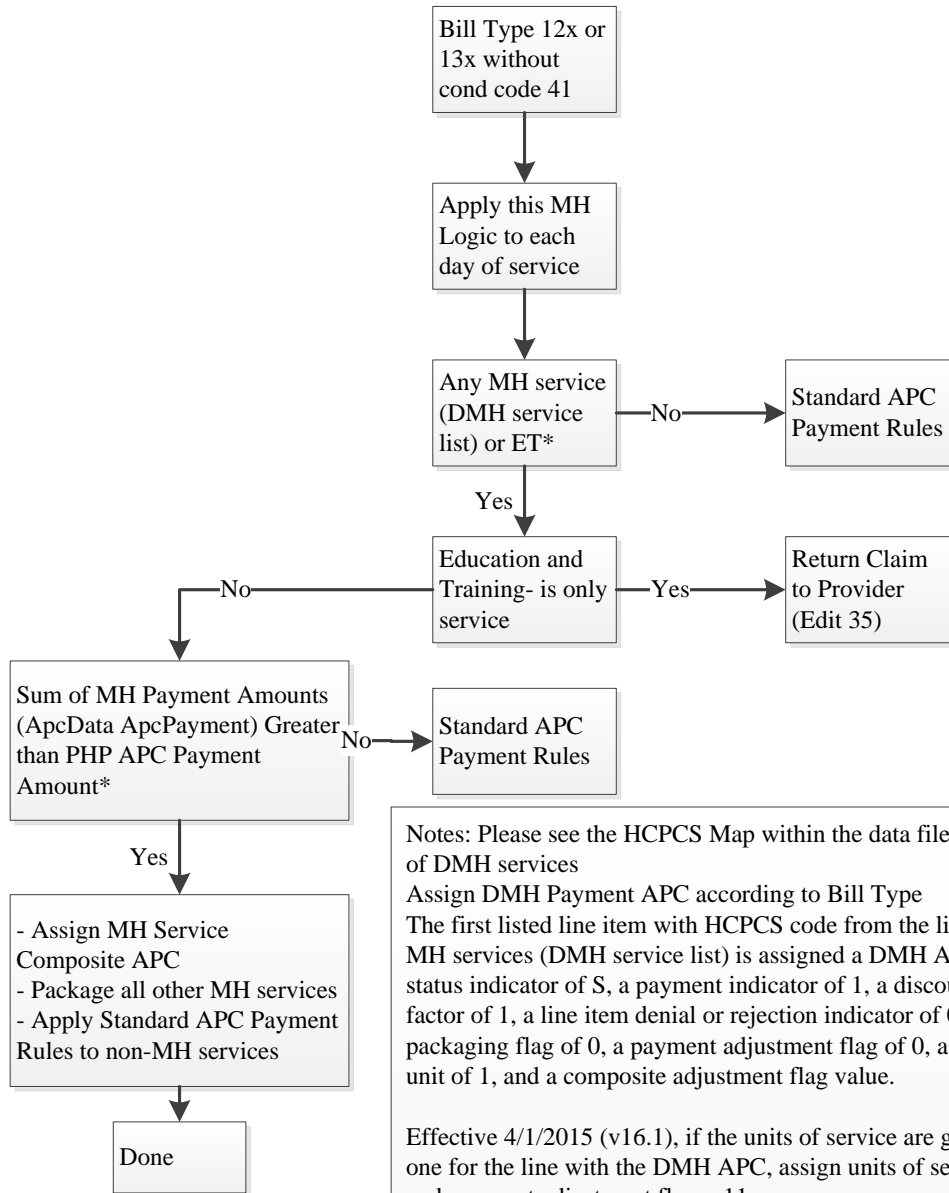 Bill Type 12x or
13x without
cond code 41
Apply this MH
Logic to each
day of service
Any MH service
(DMH service
list) or ET*
No
Standard APC
Payment Rules
Yes
Education and
Training- is only
service
No
Yes
Return Claim
to Provider
(Edit 35)
Sum of MH Payment Amounts
(ApcData ApcPayment) Greater
than PHP APC Payment
Amount*
No
Standard APC
Payment Rules
Yes
- Assign MH Service
Composite APC
- Package all other MH services
- Apply Standard APC Payment
Rules to non-MH services
Done
Notes: Please see the HCPCS Map within the data file
of DMH services
Assign DMH Payment APC according to Bill Type
The first listed line item with HCPCS code from the
MH services (DMH service list) is assigned a DMH
status indicator of S, a payment indicator of 1, a
factor of 1, a line item denial or rejection indicator of
packaging flag of 0, a payment adjustment flag of 0, a
unit of 1, and a composite adjustment flag value.
Effective 4/1/2015 (v16.1), if the units of service are
one for the line with the DMH APC, assign units of